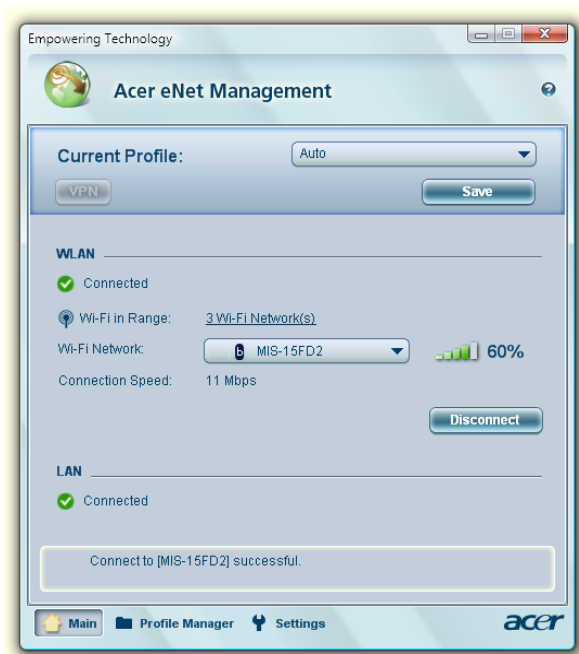 Empowering Technology
Acer eNet Management
Current Profile: Auto
VPN Save
WLAN
Connected
Wi-Fi in Range: 3 Wi-Fi Network(s)
Wi-Fi Network: b MIS-15FD2 60%
Connection Speed: 11 Mbps
Disconnect
LAN
Connected
Connect to [MIS-15FD2] successful.
Main Profile Manager Settings acer